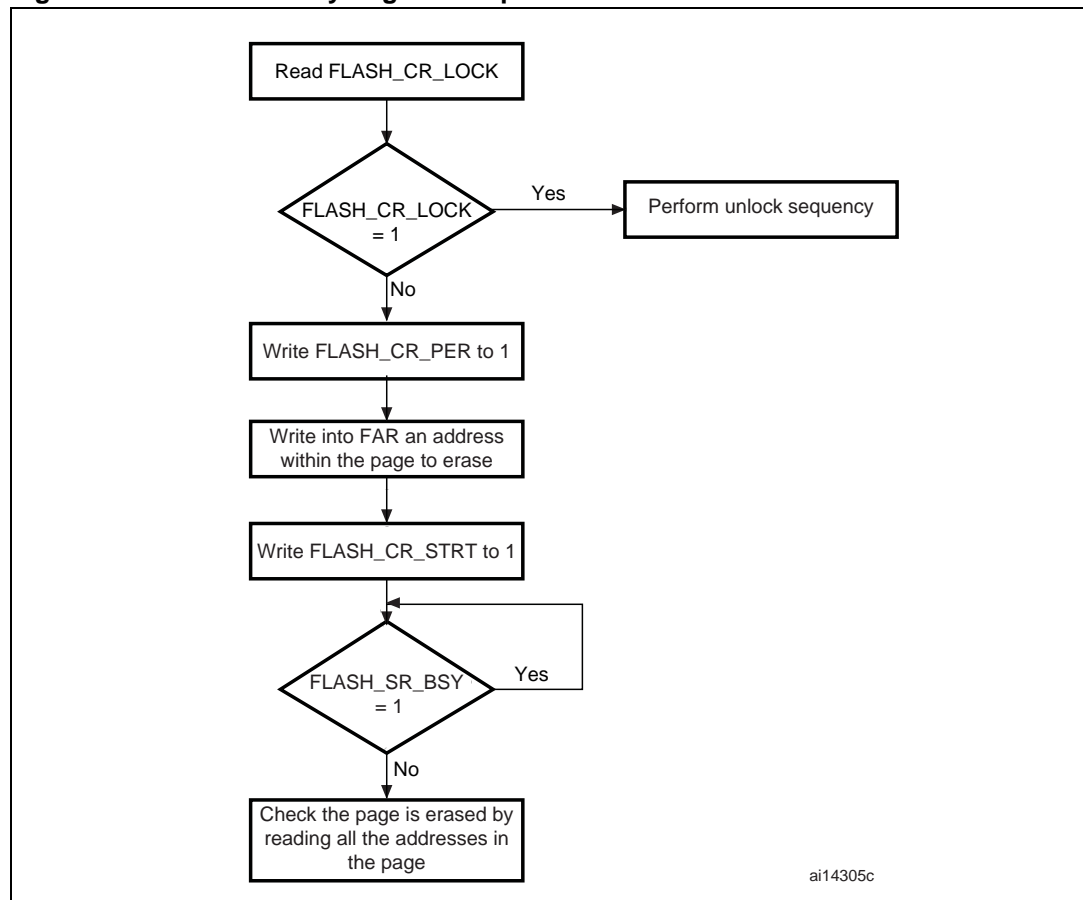 Read FLASH_CR_LOCK
FLASH_CR_LOCK
= 1
Yes
Perform unlock sequency
No
Write FLASH_CR_PER to 1
Write into FAR an address
within the page to erase
Write FLASH_CR_STRT to 1
FLASH_SR_BSY
= 1
Yes
No
Check the page is erased by
reading all the addresses in
the page
ai14305c